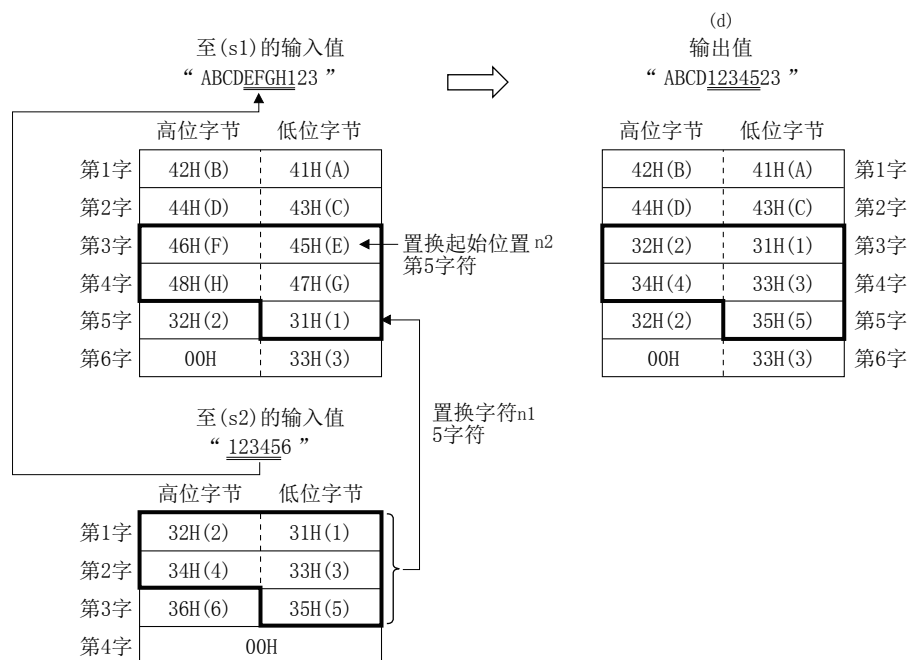 (d)
至(s1)的输入值
输出值
“ ABCDEFGH123 ”
“ ABCD1234523 ”
高位字节 低位字节
高位字节 低位字节
第1字 42H(B) 41H(A)
42H(B) 41H(A) 第1字
第2字 44H(D) 43H(C)
44H(D) 43H(C) 第2字
第3字 46H(F) 45H(E) 置换起始位置 n2
第5字符
32H(2) 31H(1) 第3字
第4字 48H(H) 47H(G)
34H(4) 33H(3) 第4字
第5字 32H(2) 31H(1)
32H(2) 35H(5) 第5字
第6字 00H 33H(3)
00H 33H(3) 第6字
置换字符n1
5字符
至(s2)的输入值
“ 123456 ”
高位字节 低位字节
第1字 32H(2) 31H(1)
第2字 34H(4) 33H(3)
第3字 36H(6) 35H(5)
第4字 00H